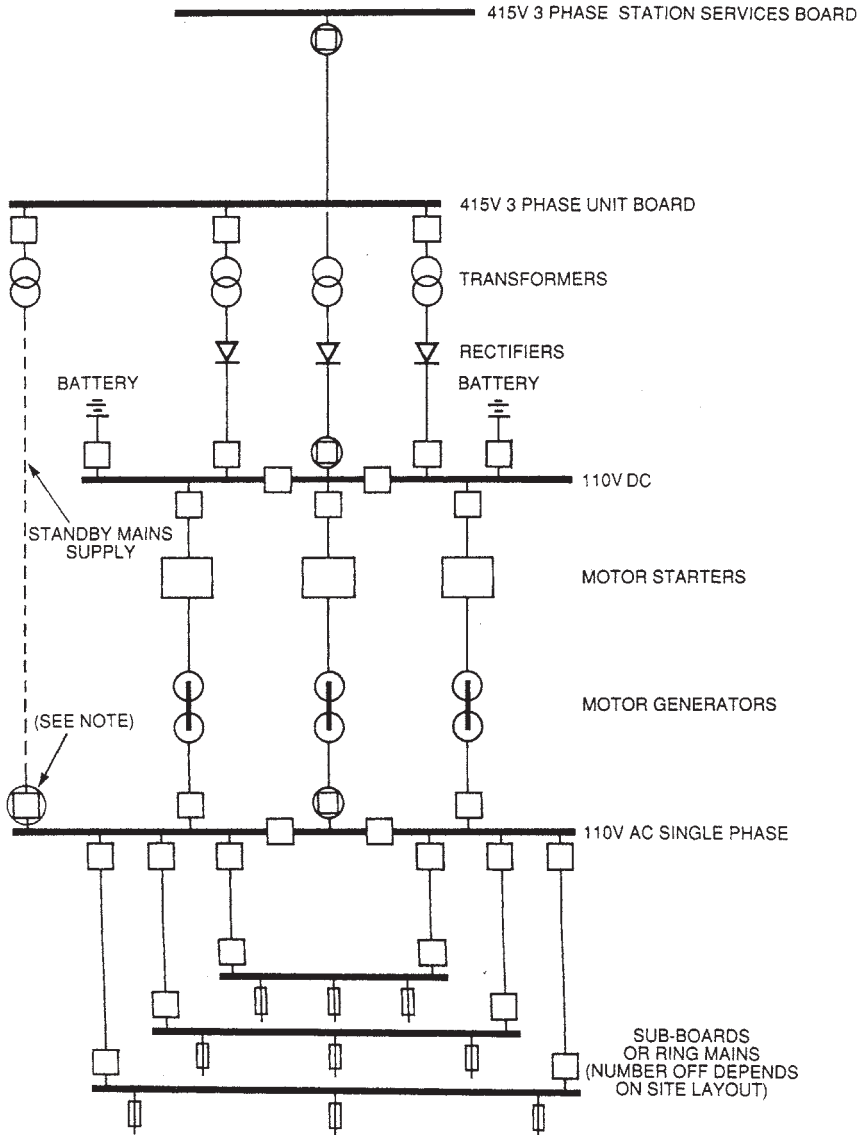 415V 3 PHASE STATION SERVICES BOARD
415V 3 PHASE UNIT BOARD
TRANSFORMERS
RECTIFIERS
BATTERY
BATTERY
110V DC
STANDBY MAINS
SUPPLY
MOTOR STARTERS
MOTOR GENERATORS
(SEE NOTE)
110V AC SINGLE PHASE
SUB-BOARDS
OR RING MAINS
(NUMBER OFF DEPENDS
ON SITE LAYOUT)